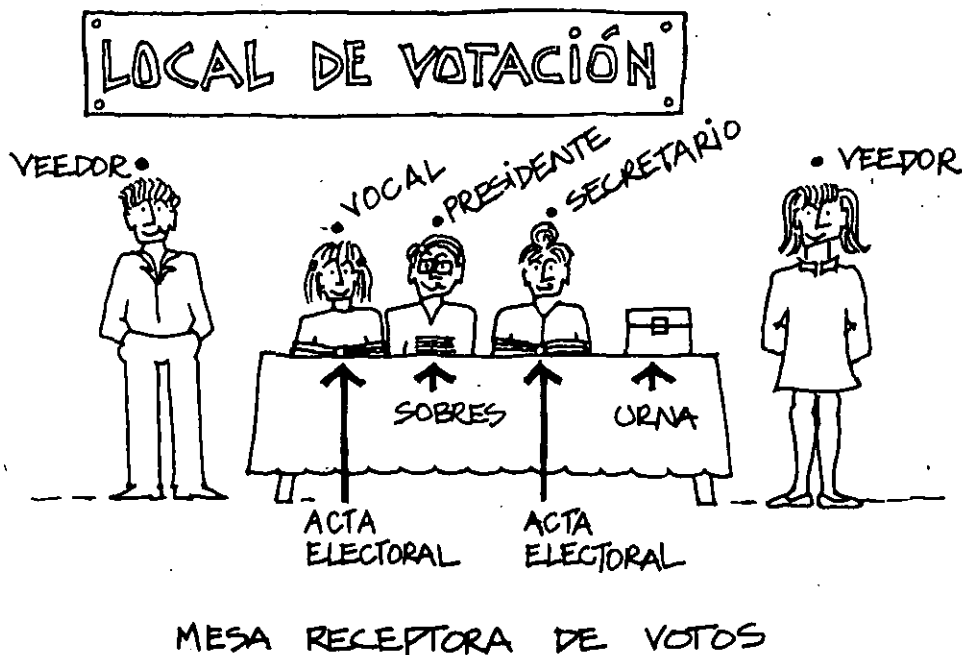 LOCAL DE VOTACIÓN
VEEDOR
VOCAL
PRESIDENTE
SECRETARIO
VEEDOR
SOBRES
URNA
ACTA
ELECTORAL
ACTA
ELECTORAL
MESA RECEPTORA DE VOTOS